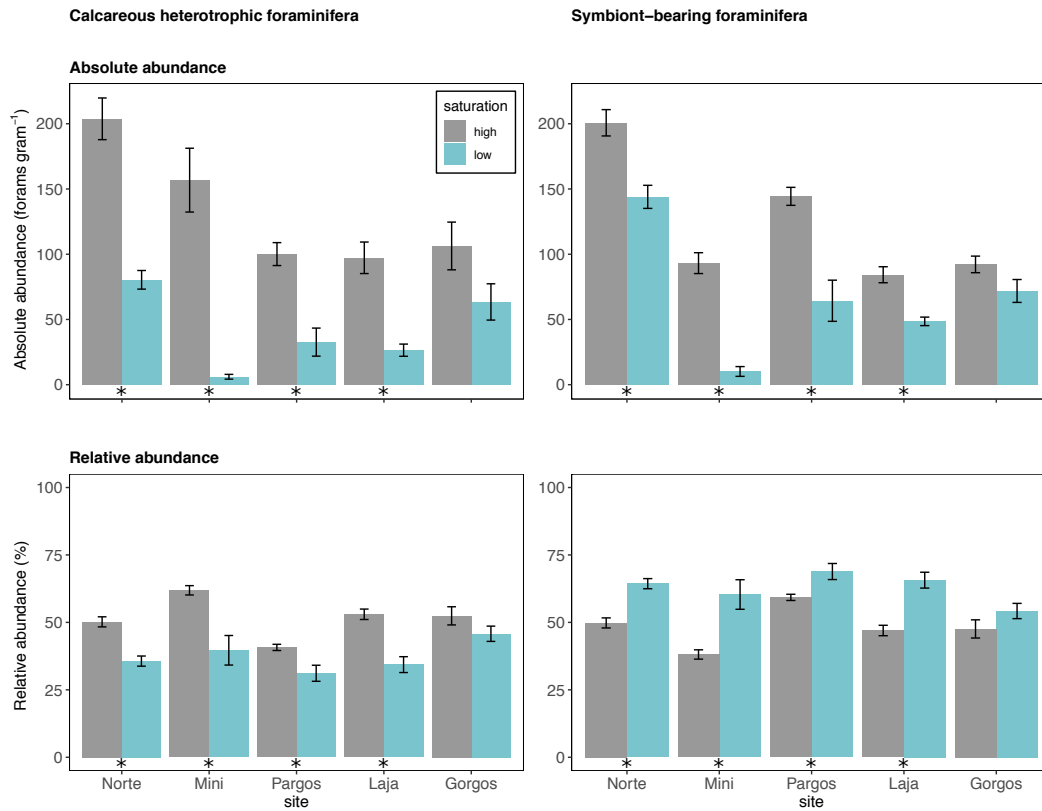 Calcareous heterotrophic foraminifera
Symbiont−bearing foraminifera
Absolute abundance
Absolute abundance (forams gram⁻¹)
200
150
100
50
0
saturation
high
low
* * * *
200
150
100
50
0
* * * *
Relative abundance
Relative abundance (%)
100
75
50
25
0
* * * *
Norte Mini Pargos Laja Gorgos
site
100
75
50
25
0
* * * *
Norte Mini Pargos Laja Gorgos
site